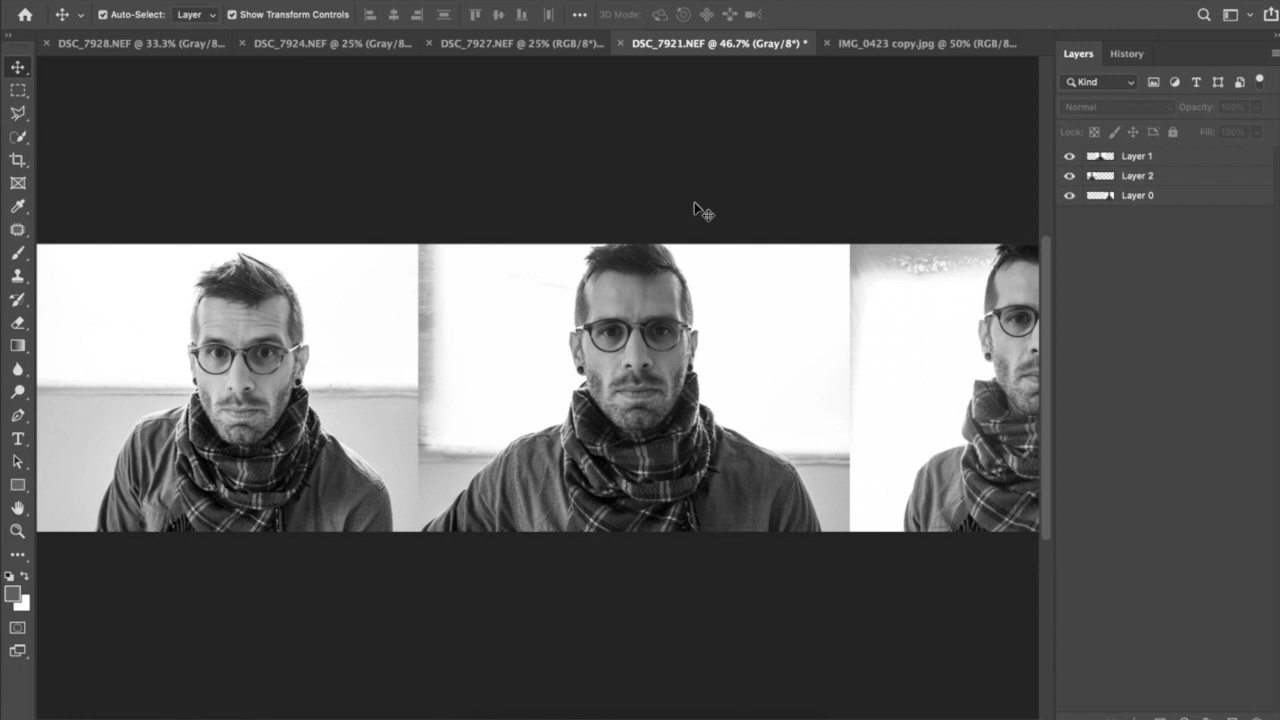 Auto-Select: Layer Show Transform Controls 3D Mode:
DSC_7928.NEF @ 33.3% (Gray/8... DSC_7924.NEF @ 25% (Gray/8... DSC_7927.NEF @ 25% (RGB/8*)... DSC_7921.NEF @ 46.7% (Gray/8*) * IMG_0423 copy.jpg @ 50% (RGB/8...
Layers History
Kind
Normal Opacity: 100%
Lock: Fill: 100%
Layer 1
Layer 2
Layer 0